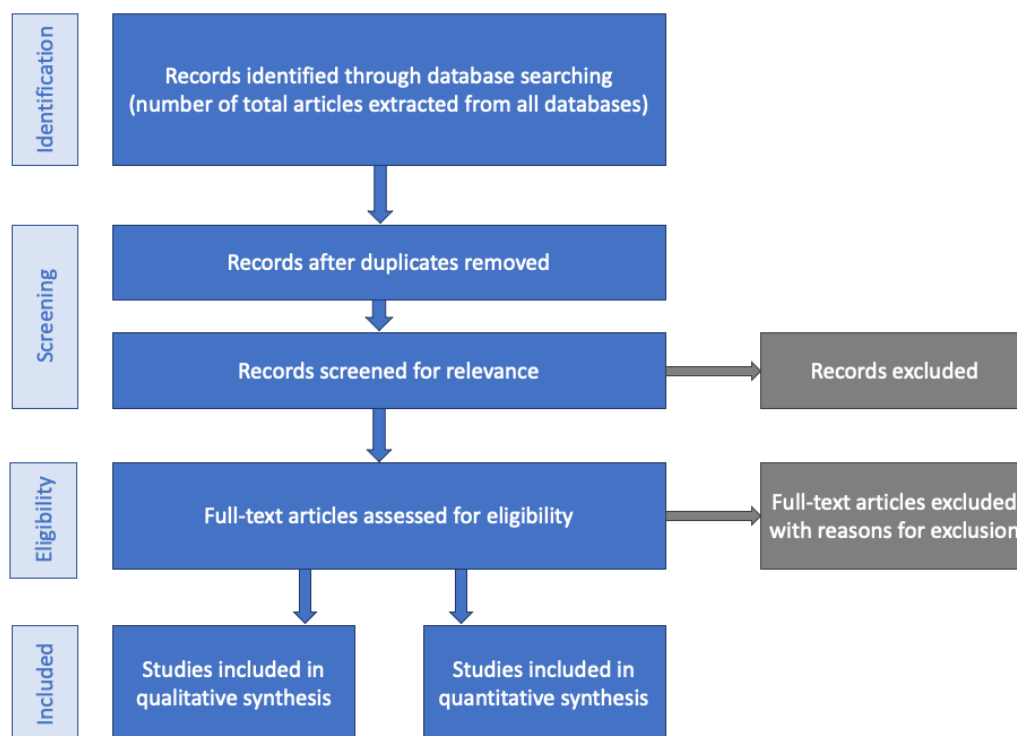 Identification
Records identified through database searching
(number of total articles extracted from all databases)
Screening
Records after duplicates removed
Records screened for relevance
Records excluded
Eligibility
Full-text articles assessed for eligibility
Full-text articles excluded
with reasons for exclusion
Included
Studies included in
qualitative synthesis
Studies included in
quantitative synthesis